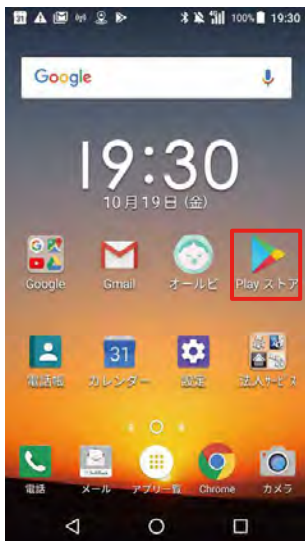 31 100% 19:30
Google
19:30
10月19日 (金)
Google Gmail オールビ Play ストア
31
電話帳 カレンダー 設定 法人サービス
電話 メール アプリ一覧 Chrome カメラ